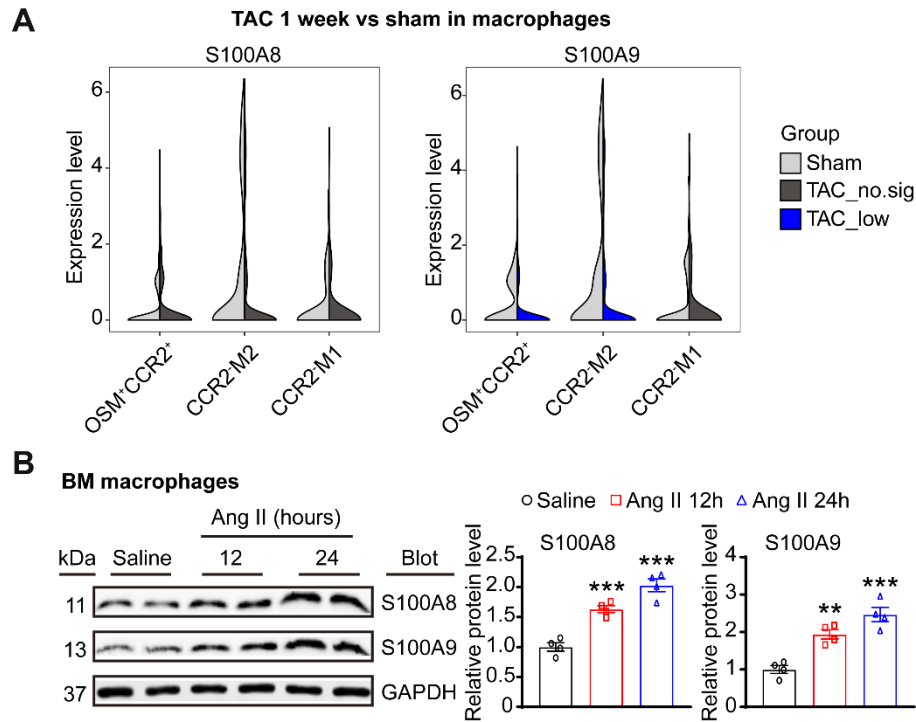 A
TAC 1 week vs sham in macrophages
S100A8
S100A9
Expression level
6
4
2
0
OSM⁺CCR2⁺
CCR2⁻M2
CCR2⁻M1
Expression level
6
4
2
0
OSM⁺CCR2⁺
CCR2⁻M2
CCR2⁻M1
Group
Sham
TAC_no.sig
TAC_low
B
BM macrophages
Ang II (hours)
kDa Saline 12 24 Blot
11 S100A8
13 S100A9
37 GAPDH
Saline Ang II 12h Ang II 24h
S100A8
Relative protein level
2.5
2.0
1.5
1.0
0.5
0
***
***
S100A9
Relative protein level
4
3
2
1
0
**
***